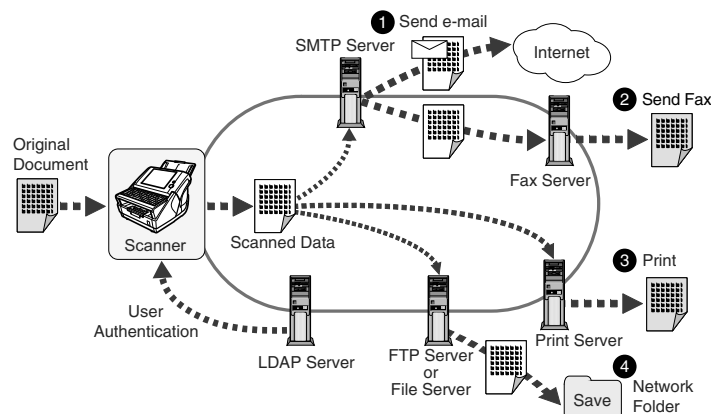 1 Send e-mail
SMTP Server
Internet
2 Send Fax
Original
Document
Fax Server
Scanner
Scanned Data
3 Print
User
Authentication
LDAP Server
FTP Server
or
File Server
Print Server
4 Network
Folder
Save